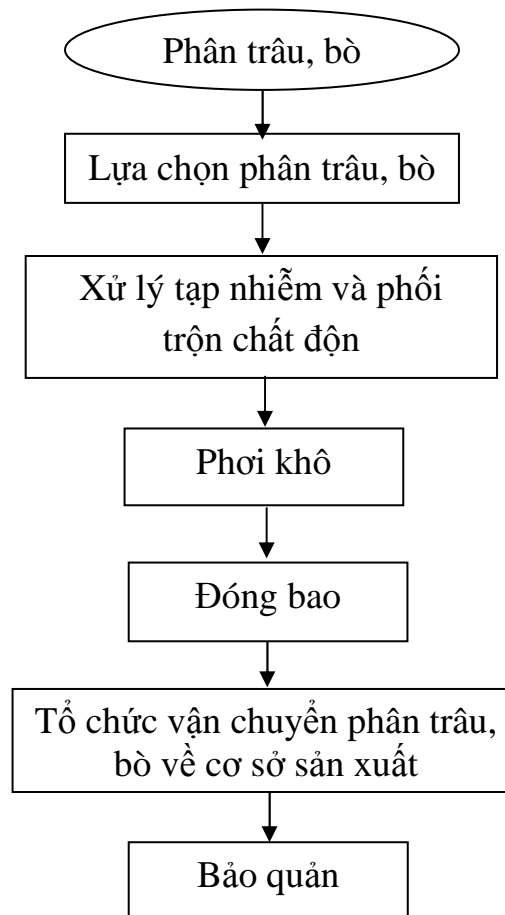 Phân trâu, bò
Lựa chọn phân trâu, bò
Xử lý tạp nhiễm và phối
trộn chất độn
Phơi khô
Đóng bao
Tổ chức vận chuyển phân trâu,
bò về cơ sở sản xuất
Bảo quản